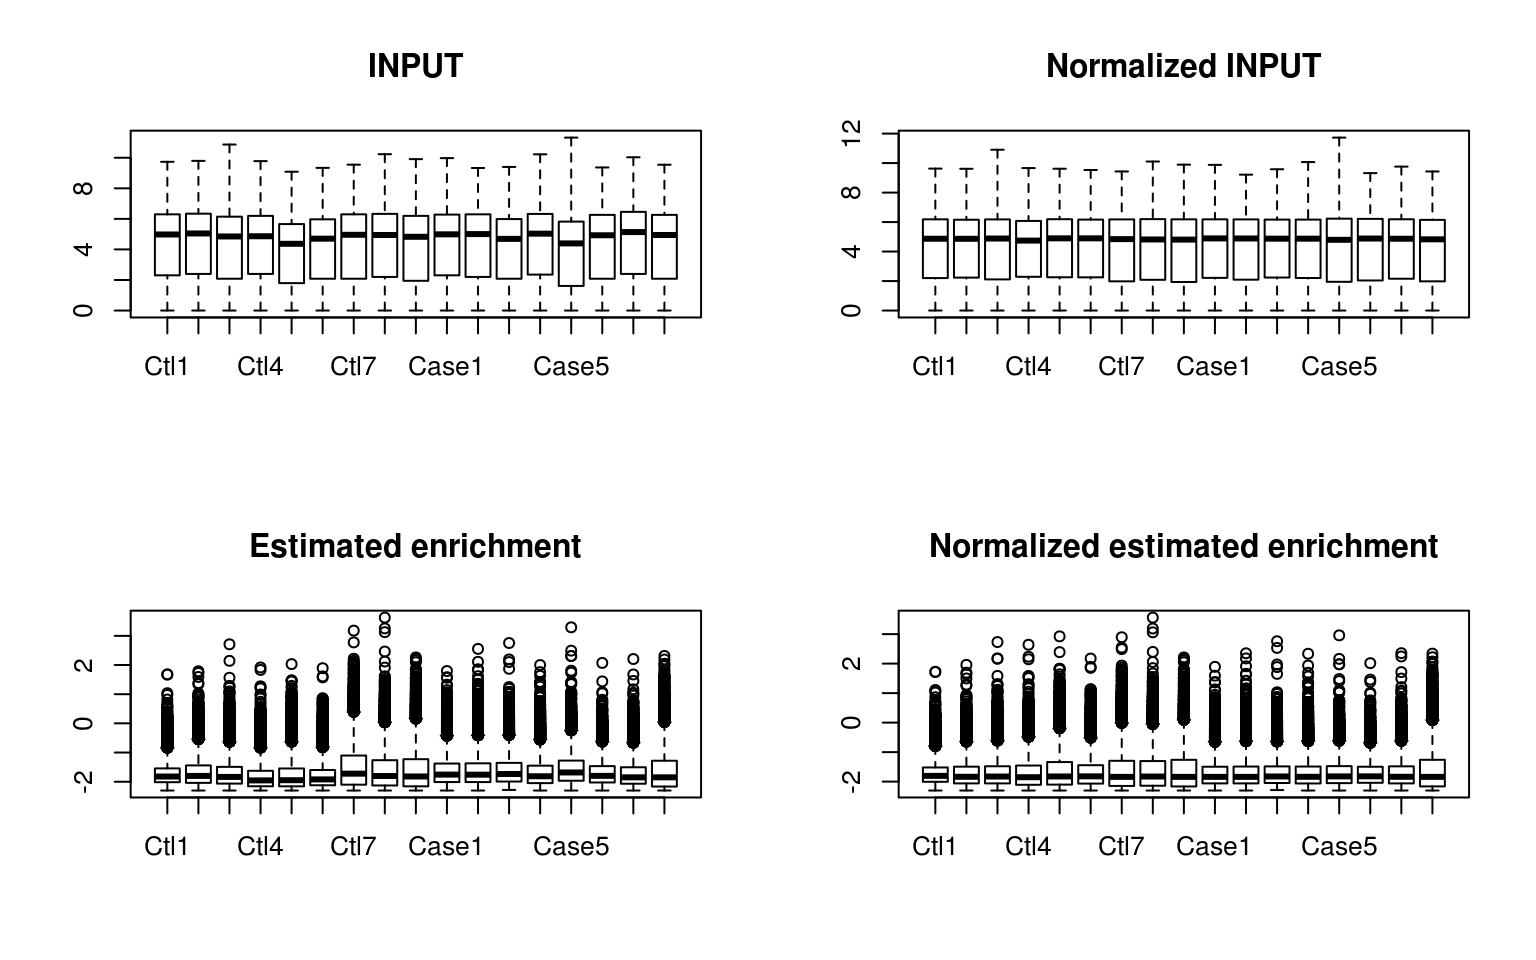 INPUT
8
4
0
Ctl1 Ctl4 Ctl7 Case1 Case5
Normalized INPUT
12
8
4
0
Ctl1 Ctl4 Ctl7 Case1 Case5
Estimated enrichment
2
0
-2
Ctl1 Ctl4 Ctl7 Case1 Case5
Normalized estimated enrichment
2
0
-2
Ctl1 Ctl4 Ctl7 Case1 Case5